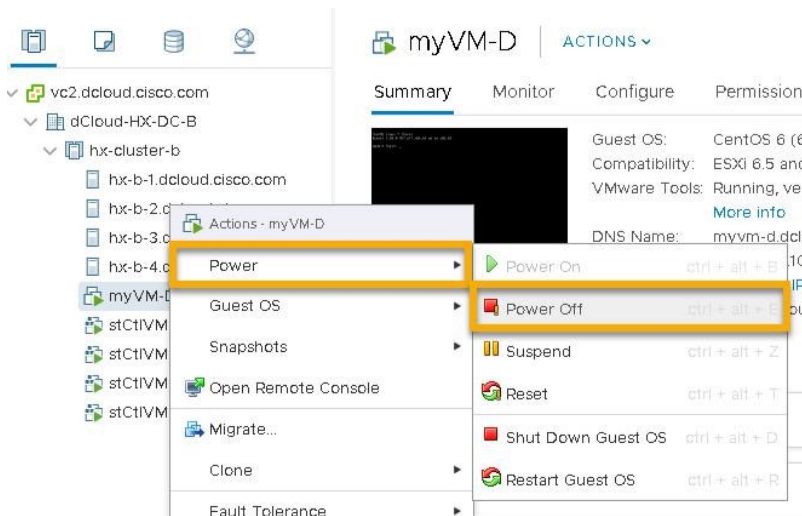 myVM-D
ACTIONS
vc2.dcloud.cisco.com
Summary Monitor Configure Permission
dCloud-HX-DC-B
hx-cluster-b
Guest OS: CentOS 6 (6
Compatibility: ESXi 6.5 and
hx-b-1.dcloud.cisco.com
VMware Tools: Running, ve
More info
hx-b-2.d
Actions - myVM-D
DNS Name: myvm-d.dcl
hx-b-3.d
Power
Power On ctrl + alt + B
hx-b-4.d
myVM-D
Guest OS
Power Off ctrl + alt + E
stCtlVM
Snapshots
Suspend ctrl + alt + Z
stCtlVM
Open Remote Console
Reset ctrl + alt + T
stCtlVM
stCtlVM
Migrate...
Shut Down Guest OS ctrl + alt + D
Clone
Restart Guest OS ctrl + alt + R
Fault Tolerance